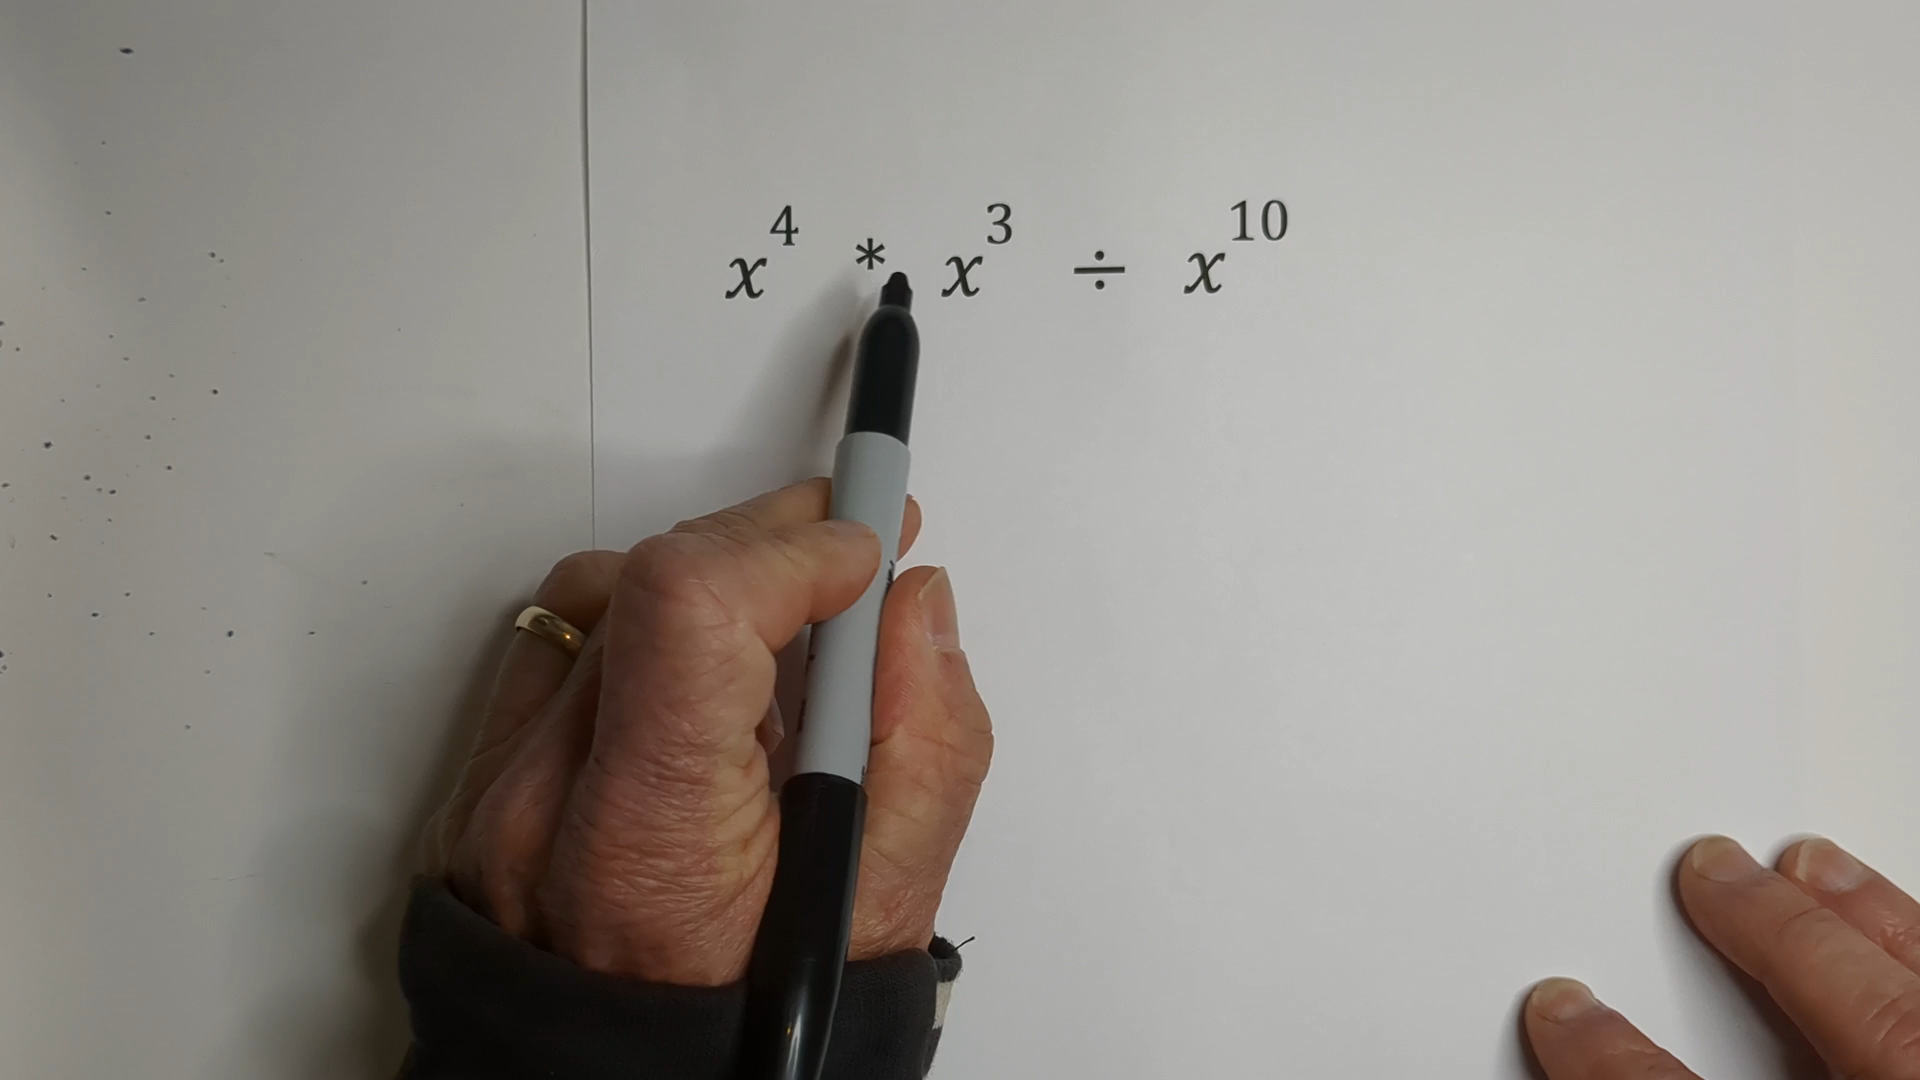 x⁴ * x³ ÷ x¹⁰